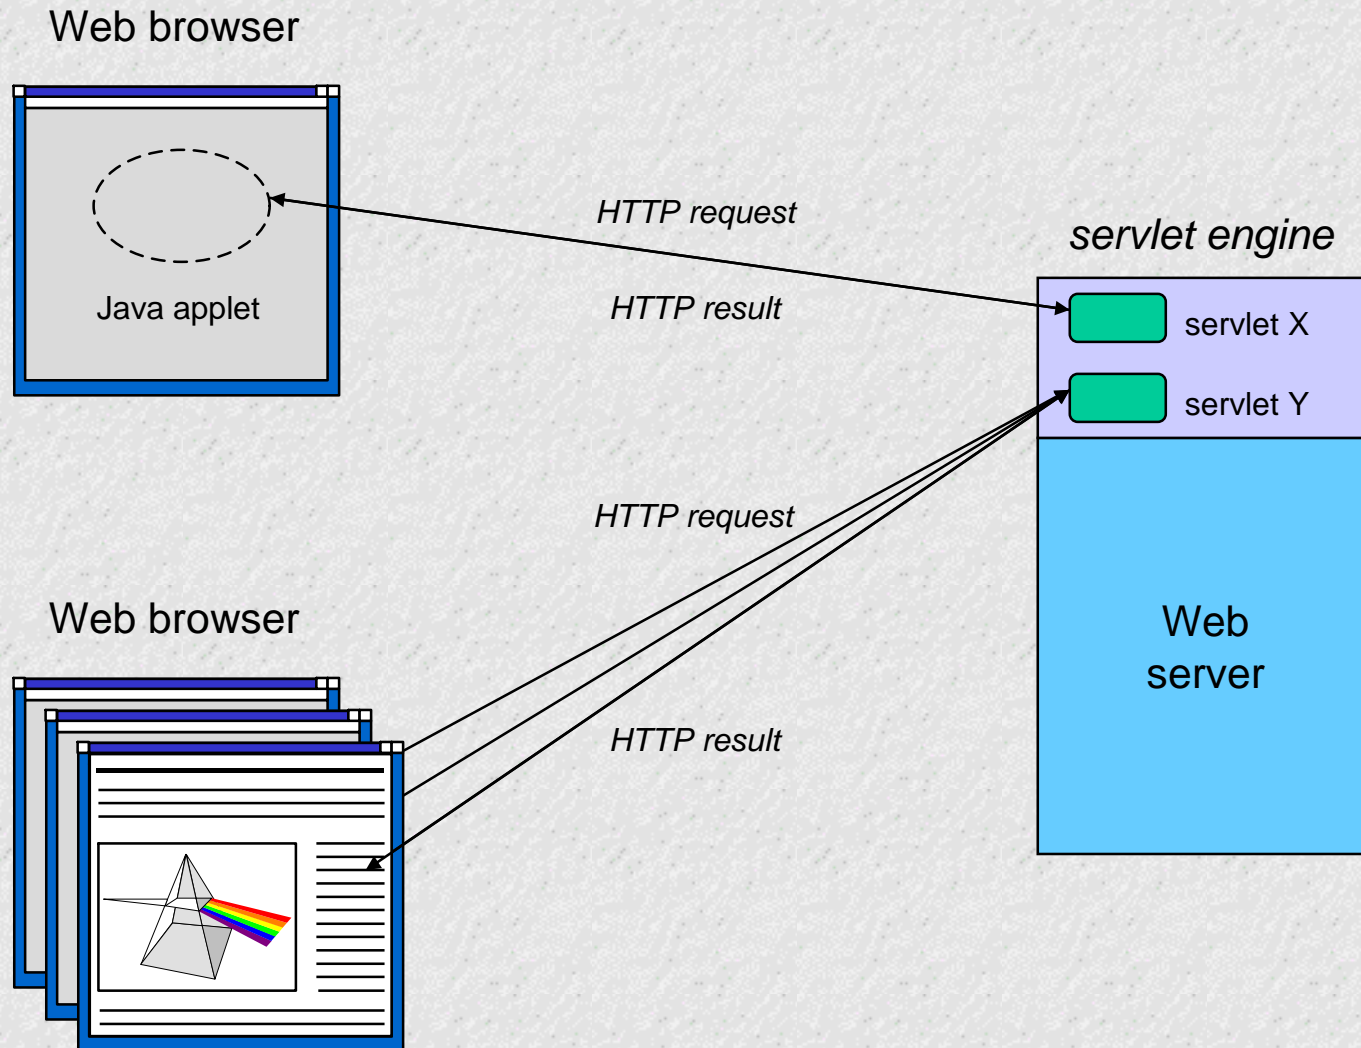 Web browser
Java applet
HTTP request
HTTP result
servlet engine
servlet X
servlet Y
Web
server
HTTP request
HTTP result
Web browser